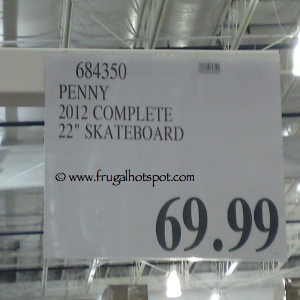 684350
PENNY
2012 COMPLETE
22" SKATEBOARD
© www.frugalhotspot.com
69.99